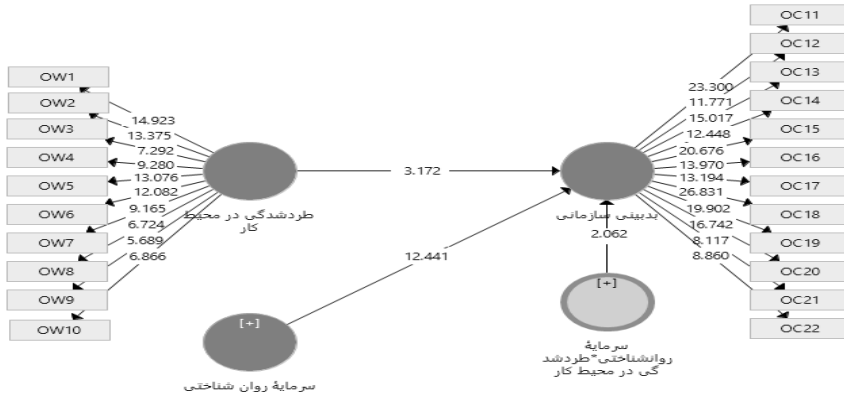 OC11
OC12
OC13
OC14
OC15
OC16
OC17
OC18
OC19
OC20
OC21
OC22
23.300
11.771
15.017
12.448
20.676
13.970
13.194
26.831
19.902
16.742
8.117
8.860
OW1
OW2
OW3
OW4
OW5
OW6
OW7
OW8
OW9
OW10
14.923
13.375
7.292
9.280
13.076
12.082
9.165
6.724
5.689
6.866
طردشدگی در محیط
کار
3.172
بدبینی سازمانی
2.062
12.441
[+]
سرمایهٔ روان شناختی
[+]
سرمایهٔ
روانشناختی*طردشد
گی در محیط کار